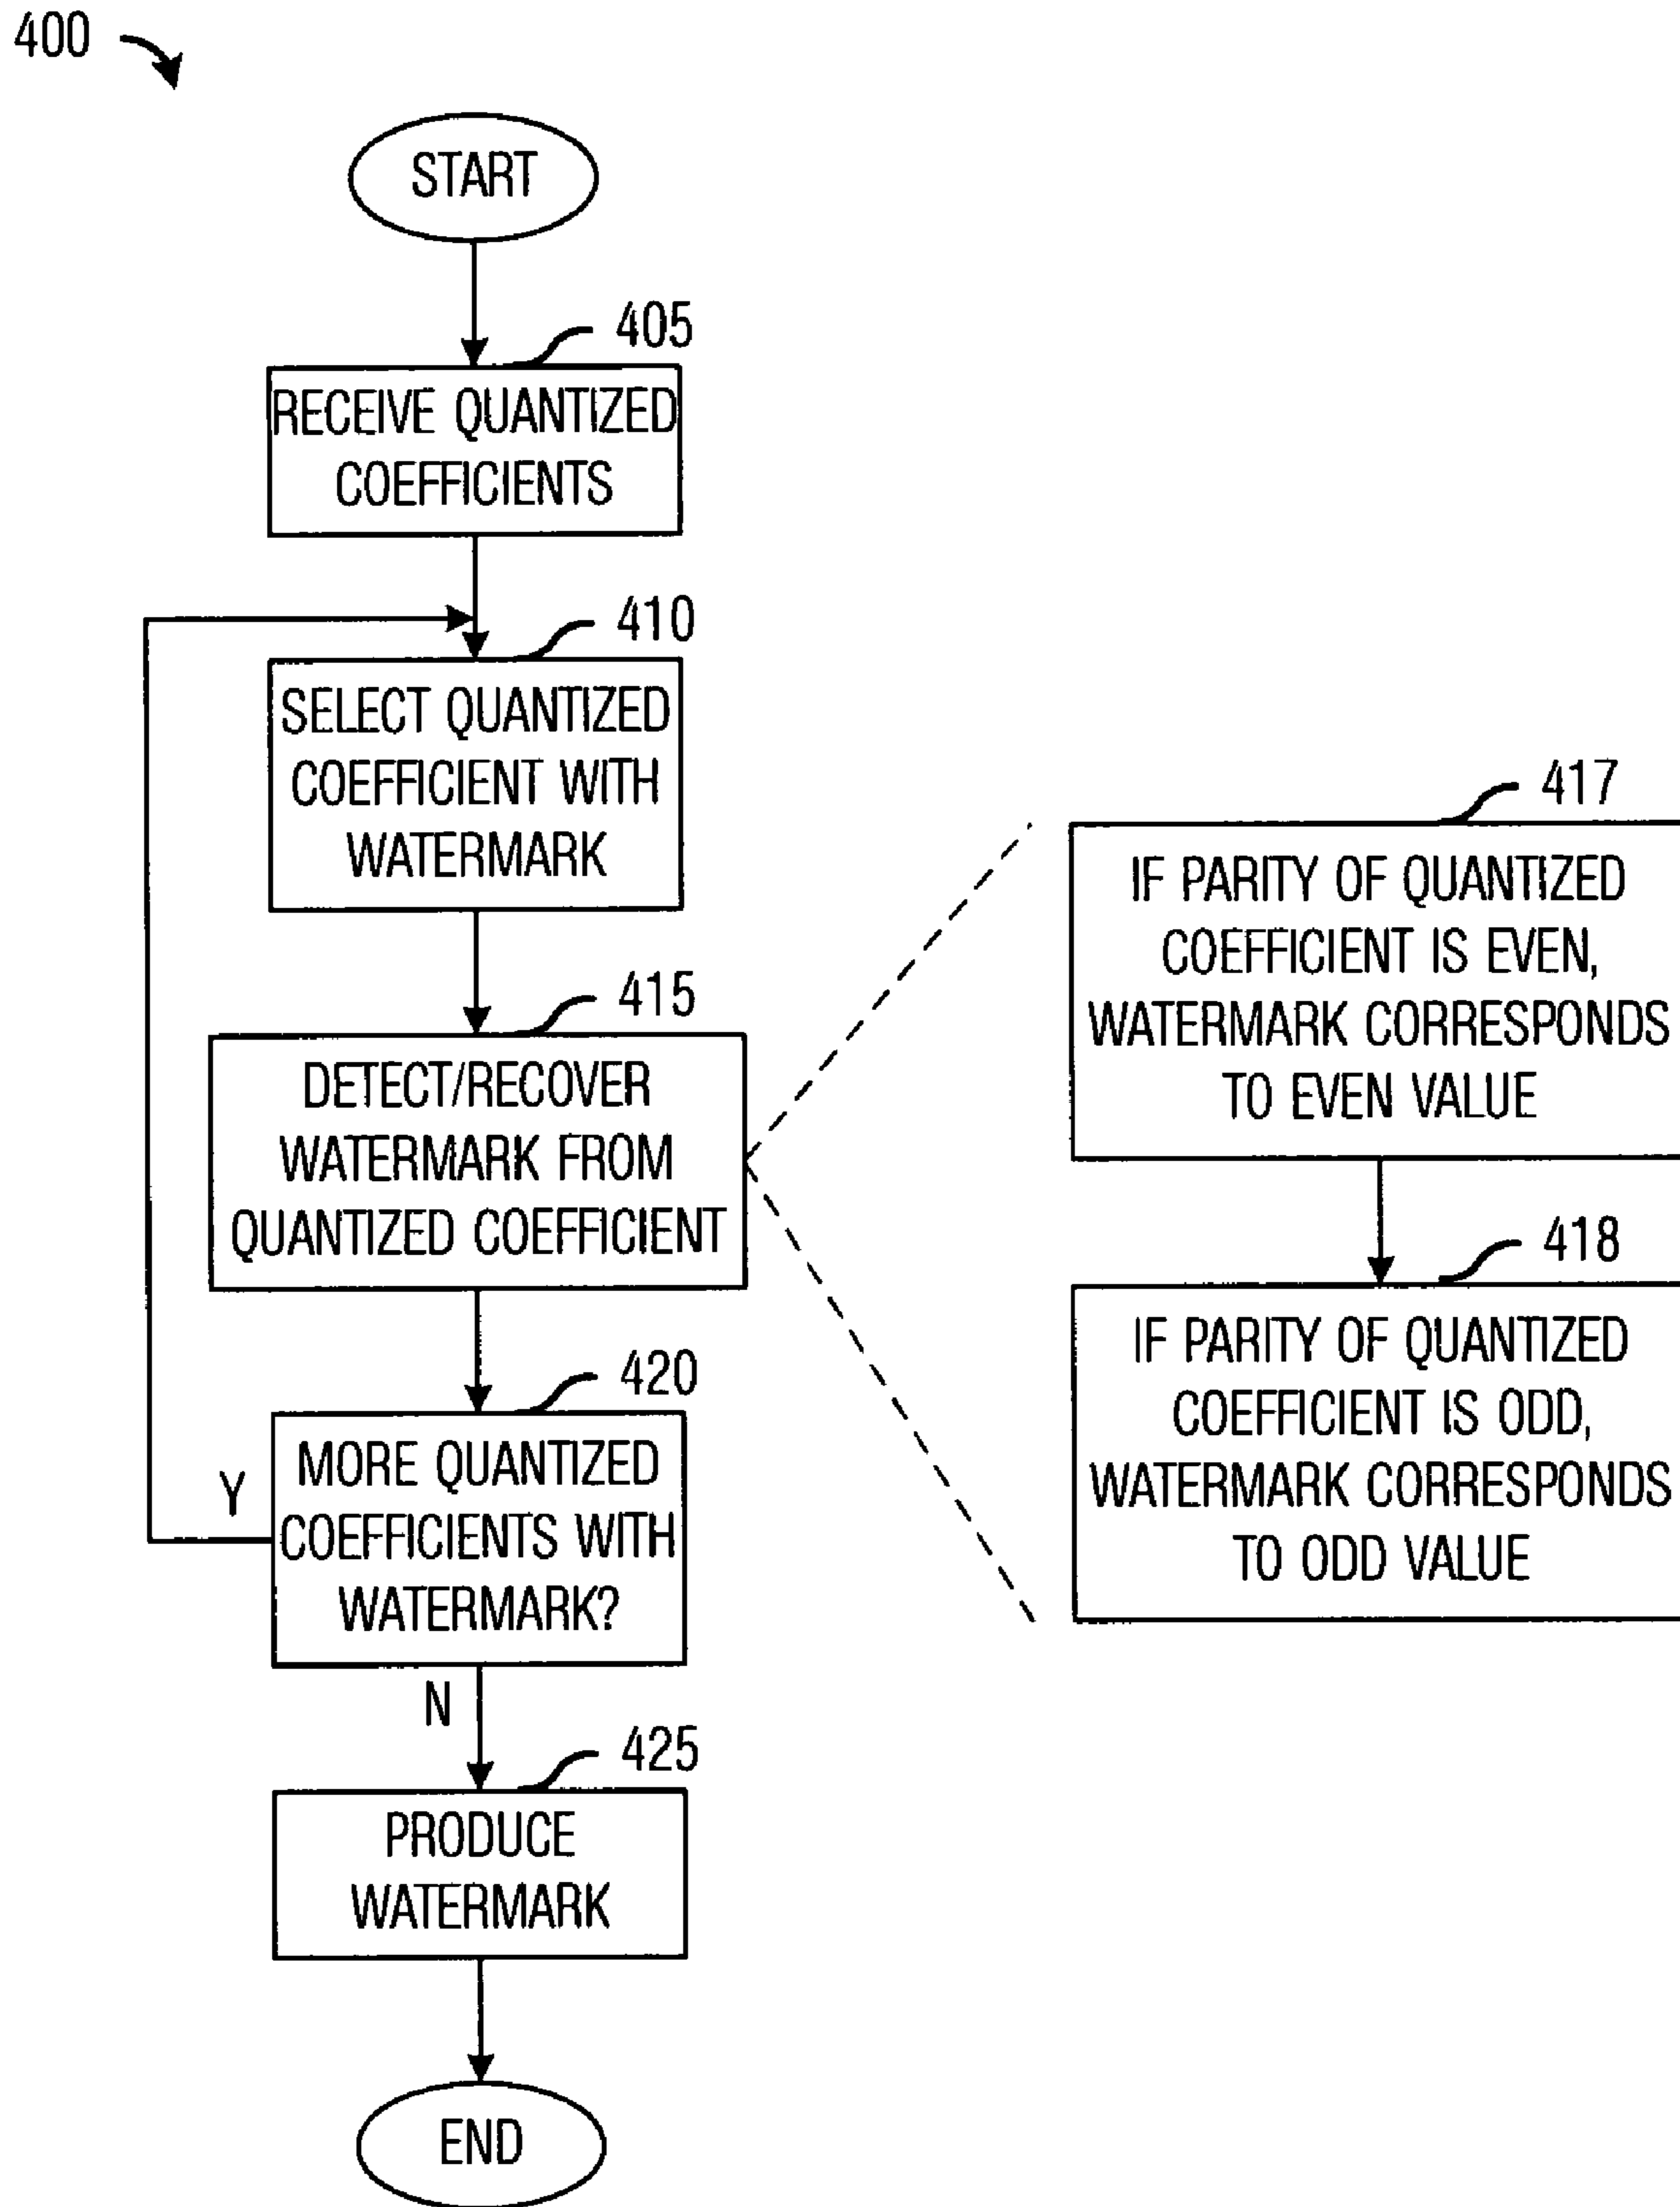 400
START
405
RECEIVE QUANTIZED
COEFFICIENTS
410
SELECT QUANTIZED
COEFFICIENT WITH
WATERMARK
415
DETECT/RECOVER
WATERMARK FROM
QUANTIZED COEFFICIENT
417
IF PARITY OF QUANTIZED
COEFFICIENT IS EVEN,
WATERMARK CORRESPONDS
TO EVEN VALUE
418
IF PARITY OF QUANTIZED
COEFFICIENT IS ODD,
WATERMARK CORRESPONDS
TO ODD VALUE
420
MORE QUANTIZED
COEFFICIENTS WITH
WATERMARK?
Y
N
425
PRODUCE
WATERMARK
END